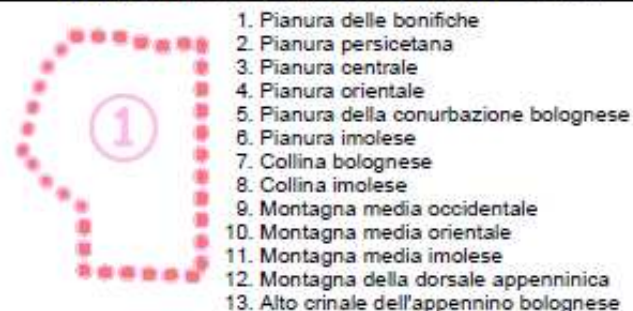 1
1. Pianura delle bonifiche
2. Pianura persicetana
3. Pianura centrale
4. Pianura orientale
5. Pianura della conurbazione bolognese
6. Pianura imolese
7. Collina bolognese
8. Collina imolese
9. Montagna media occidentale
10. Montagna media orientale
11. Montagna media imolese
12. Montagna della dorsale appenninica
13. Alto crinale dell'appennino bolognese